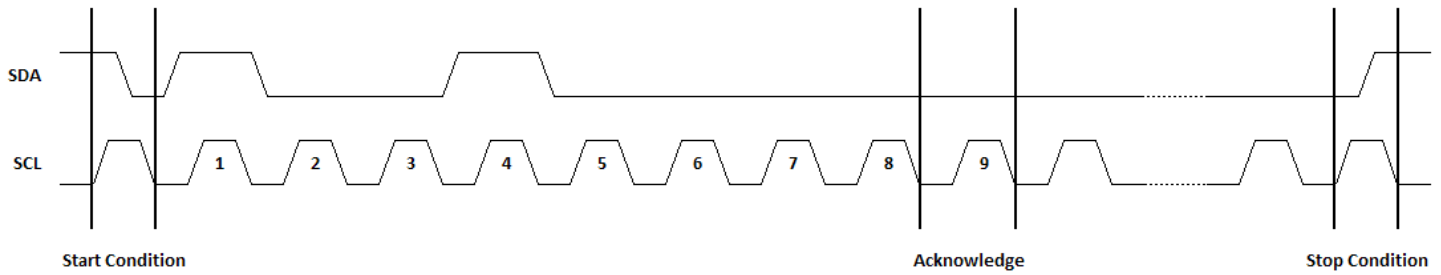 SDA
SCL 1 2 3 4 5 6 7 8 9
Start Condition Acknowledge Stop Condition